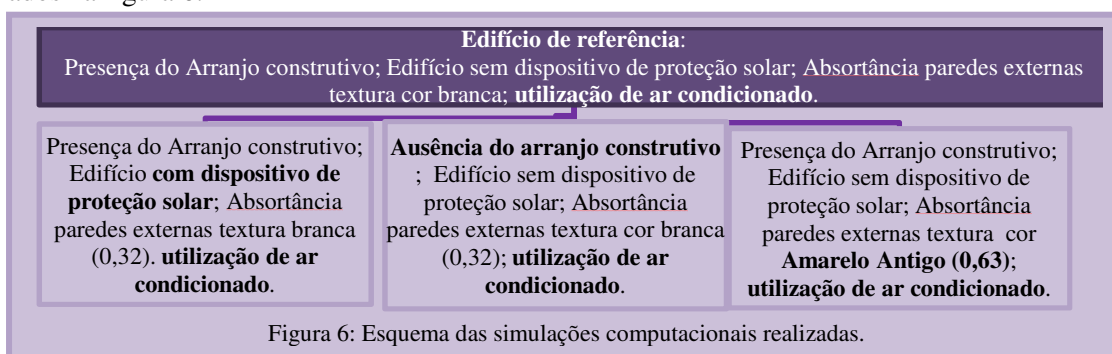 Edifício de referência:
Presença do Arranjo construtivo; Edifício sem dispositivo de proteção solar; Absortância paredes externas
textura cor branca; utilização de ar condicionado.
Presença do Arranjo construtivo;
Edifício com dispositivo de
proteção solar; Absortância
paredes externas textura branca
(0,32). utilização de ar
condicionado.
Ausência do arranjo construtivo
; Edifício sem dispositivo de
proteção solar; Absortância
paredes externas textura cor branca
(0,32); utilização de ar
condicionado.
Presença do Arranjo construtivo;
Edifício sem dispositivo de
proteção solar; Absortância
paredes externas textura cor
Amarelo Antigo (0,63);
utilização de ar condicionado.
Figura 6: Esquema das simulações computacionais realizadas.